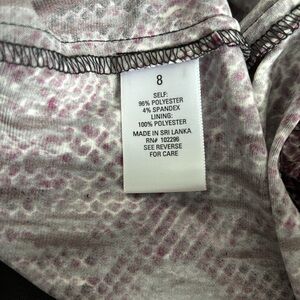 8
SELF:
96% POLYESTER
4% SPANDEX
LINING:
100% POLYESTER
MADE IN SRI LANKA
RN# 102296
SEE REVERSE
FOR CARE